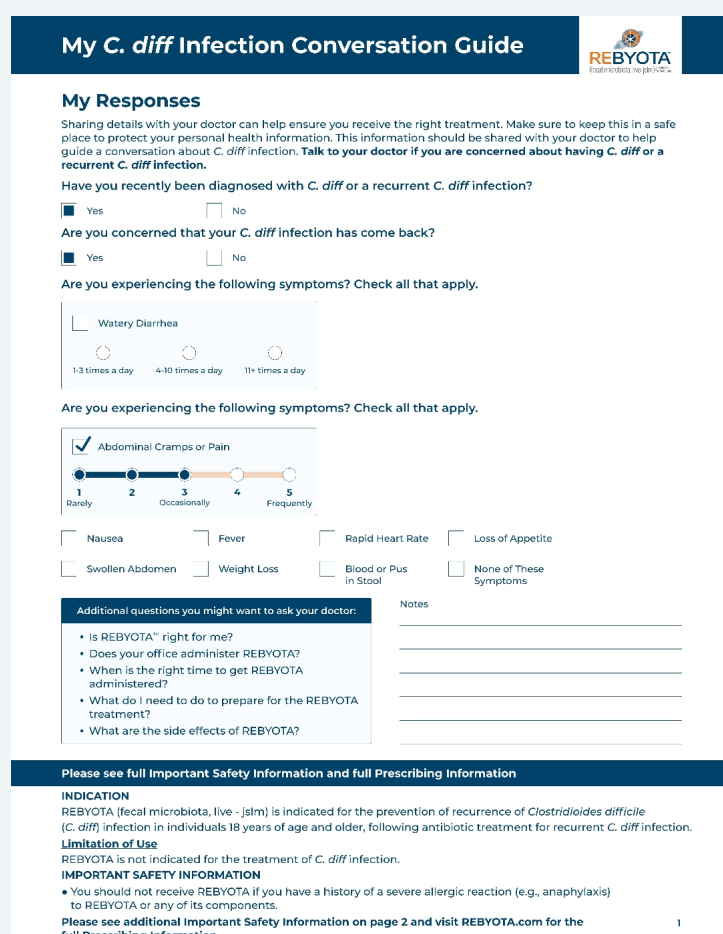 My C. diff Infection Conversation Guide
REBYOTA™
(fecal microbiota, live-jslm)
My Responses
Sharing details with your doctor can help ensure you receive the right treatment. Make sure to keep this in a safe
place to protect your personal health information. This information should be shared with your doctor to help
guide a conversation about C. diff infection. Talk to your doctor if you are concerned about having C. diff or a
recurrent C. diff infection.
Have you recently been diagnosed with C. diff or a recurrent C. diff infection?
Yes No
Are you concerned that your C. diff infection has come back?
Yes No
Are you experiencing the following symptoms? Check all that apply.
Watery Diarrhea
1-3 times a day 4-10 times a day 11+ times a day
Are you experiencing the following symptoms? Check all that apply.
Abdominal Cramps or Pain
1 2 3 4 5
Rarely Occasionally Frequently
Nausea Fever Rapid Heart Rate Loss of Appetite
Swollen Abdomen Weight Loss Blood or Pus None of These
in Stool Symptoms
Additional questions you might want to ask your doctor:
• Is REBYOTA™ right for me?
• Does your office administer REBYOTA?
• When is the right time to get REBYOTA
administered?
• What do I need to do to prepare for the REBYOTA
treatment?
• What are the side effects of REBYOTA?
Notes
Please see full Important Safety Information and full Prescribing Information
INDICATION
REBYOTA (fecal microbiota, live - jslm) is indicated for the prevention of recurrence of Clostridioides difficile
(C. diff) infection in individuals 18 years of age and older, following antibiotic treatment for recurrent C. diff infection.
Limitation of Use
REBYOTA is not indicated for the treatment of C. diff infection.
IMPORTANT SAFETY INFORMATION
• You should not receive REBYOTA if you have a history of a severe allergic reaction (e.g., anaphylaxis)
to REBYOTA or any of its components.
Please see additional Important Safety Information on page 2 and visit REBYOTA.com for the
full Prescribing Information.
1